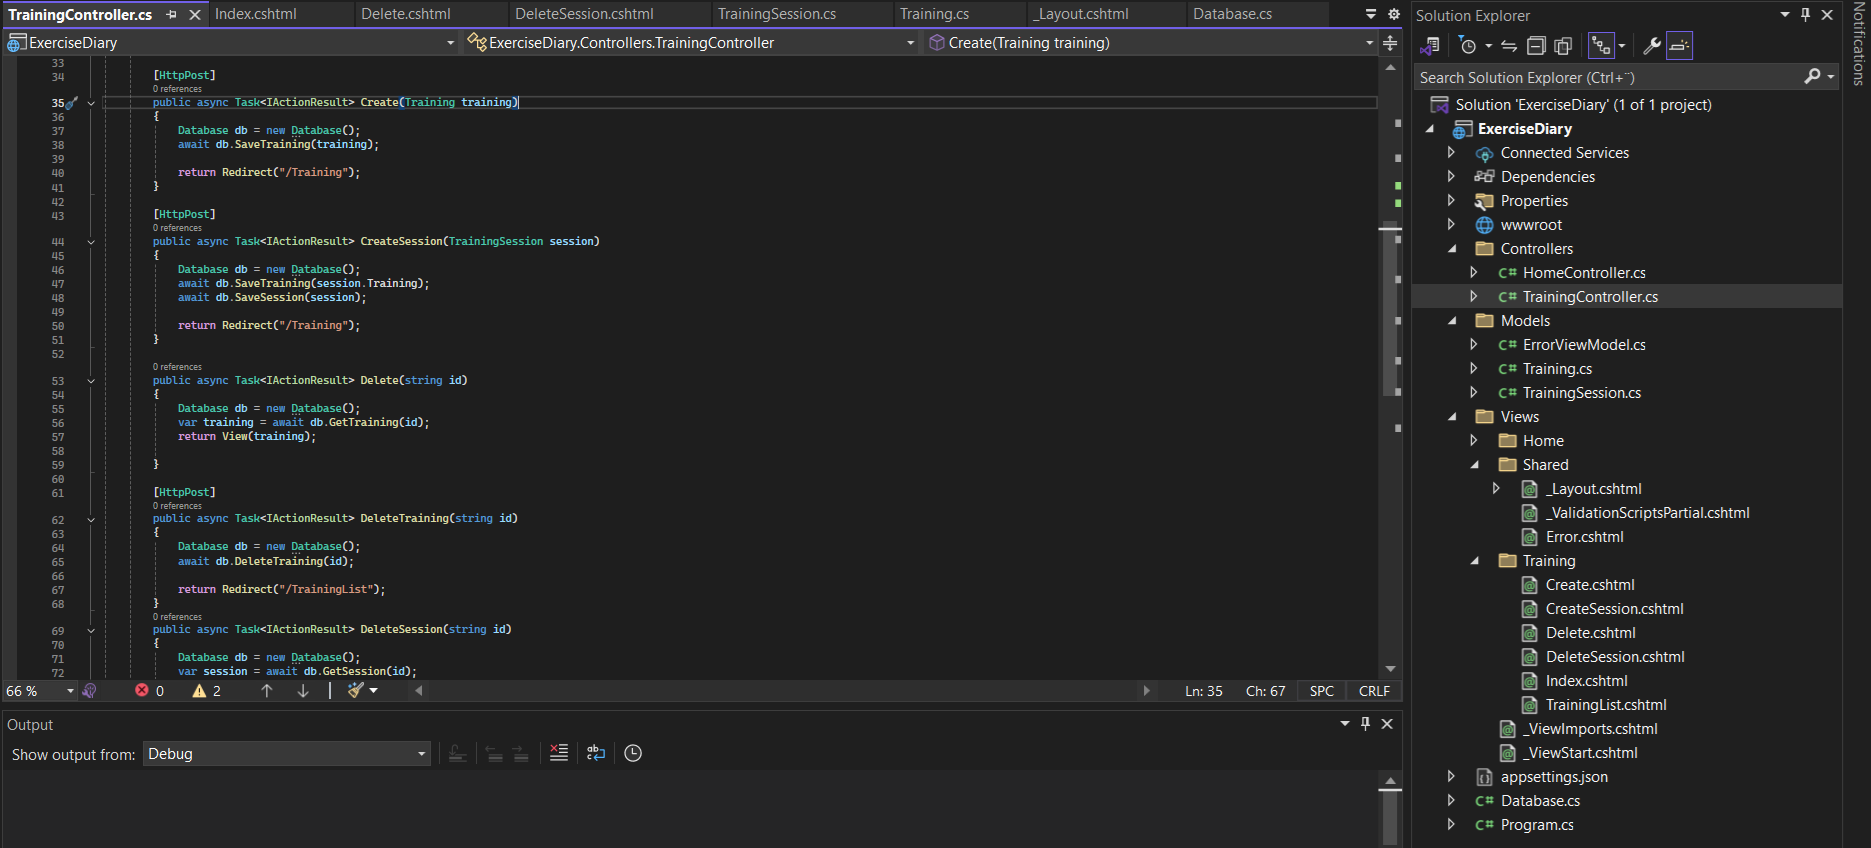 TrainingController.cs
Index.cshtml
Delete.cshtml
DeleteSession.cshtml
TrainingSession.cs
Training.cs
_Layout.cshtml
Database.cs
ExerciseDiary
ExerciseDiary.Controllers.TrainingController
Create(Training training)
33
34 [HttpPost]
0 references
35 public async Task<IActionResult> Create(Training training)
36 {
37 Database db = new Database();
38 await db.SaveTraining(training);
39
40 return Redirect("/Training");
41 }
42
43 [HttpPost]
0 references
44 public async Task<IActionResult> CreateSession(TrainingSession session)
45 {
46 Database db = new Database();
47 await db.SaveTraining(session.Training);
48 await db.SaveSession(session);
49
50 return Redirect("/Training");
51 }
52
0 references
53 public async Task<IActionResult> Delete(string id)
54 {
55 Database db = new Database();
56 var training = await db.GetTraining(id);
57 return View(training);
58
59 }
60
61 [HttpPost]
0 references
62 public async Task<IActionResult> DeleteTraining(string id)
63 {
64 Database db = new Database();
65 await db.DeleteTraining(id);
66
67 return Redirect("/TrainingList");
68 }
0 references
69 public async Task<IActionResult> DeleteSession(string id)
70 {
71 Database db = new Database();
72 var session = await db.GetSession(id);
66 %
0
2
Ln: 35
Ch: 67
SPC
CRLF
Output
Show output from: Debug
Solution Explorer
Search Solution Explorer (Ctrl+¨)
Solution 'ExerciseDiary' (1 of 1 project)
ExerciseDiary
Connected Services
Dependencies
Properties
wwwroot
Controllers
C# HomeController.cs
C# TrainingController.cs
Models
C# ErrorViewModel.cs
C# Training.cs
C# TrainingSession.cs
Views
Home
Shared
_Layout.cshtml
_ValidationScriptsPartial.cshtml
Error.cshtml
Training
Create.cshtml
CreateSession.cshtml
Delete.cshtml
DeleteSession.cshtml
Index.cshtml
TrainingList.cshtml
_ViewImports.cshtml
_ViewStart.cshtml
appsettings.json
C# Database.cs
C# Program.cs
Notifications